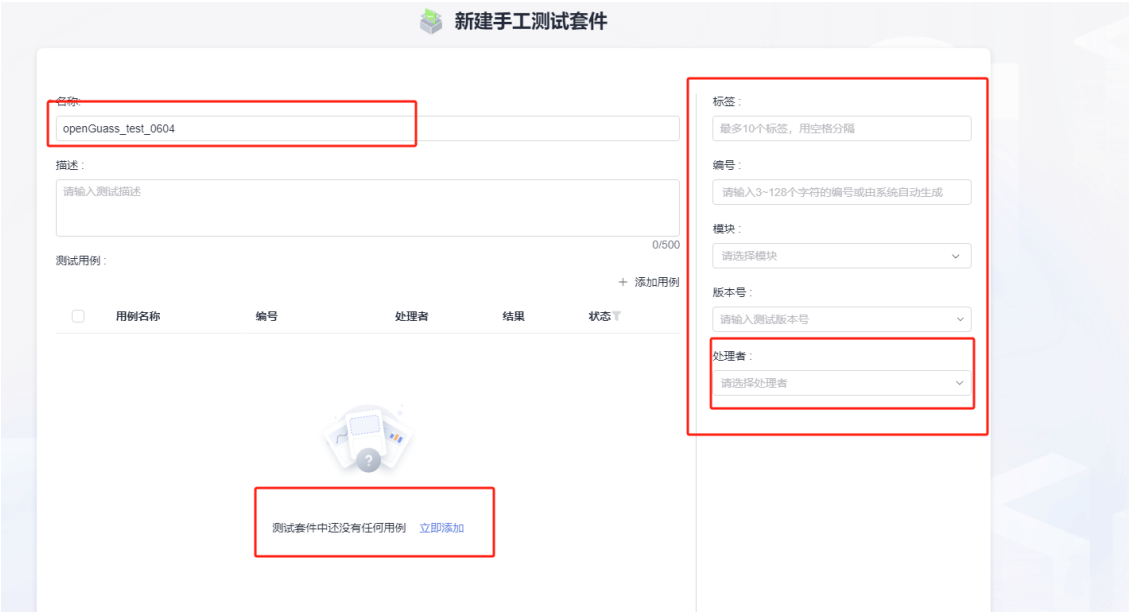 新建手工测试套件
名称:
openGuass_test_0604
描述 :
请输入测试描述
0/500
测试用例 :
+ 添加用例
用例名称 编号 处理者 结果 状态
?
测试套件中还没有任何用例 立即添加
标签 :
最多10个标签，用空格分隔
编号 :
请输入3~128个字符的编号或由系统自动生成
模块 :
请选择模块
版本号 :
请输入测试版本号
处理者 :
请选择处理者